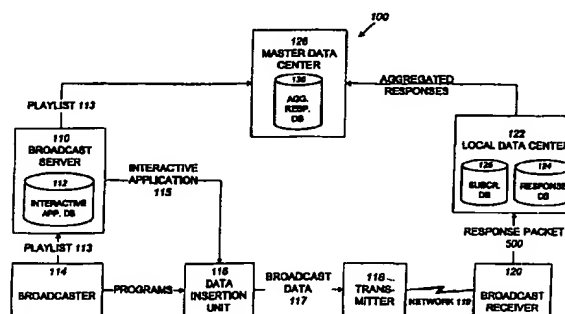 100
126
MASTER DATA
CENTER
136
AGG.
RESP.
DB
AGGREGATED
RESPONSES
PLAYLIST 113
110
BROADCAST
SERVER
112
INTERACTIVE
APP. DB
INTERACTIVE
APPLICATION
115
122
LOCAL DATA CENTER
125
SUBCR.
DB
124
RESPONSE
DB
PLAYLIST 113
RESPONSE PACKET
500
114
BROADCASTER
PROGRAMS
116
DATA
INSERTION
UNIT
BROADCAST
DATA
117
118
TRANS-
MITTER
NETWORK 119
120
BROADCAST
RECEIVER